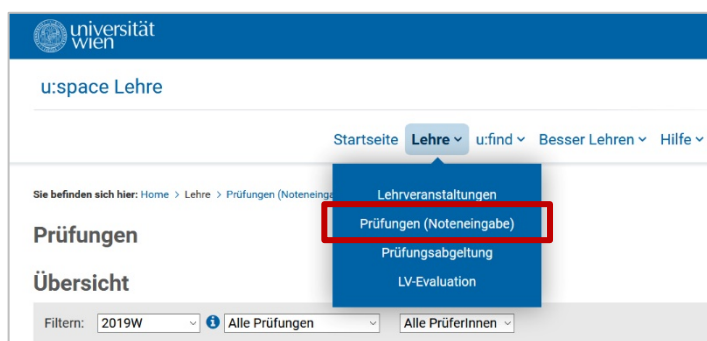 universität
wien
u:space Lehre
Startseite Lehre u:find Besser Lehren Hilfe
Sie befinden sich hier: Home > Lehre > Prüfungen (Noteneinga
Lehrveranstaltungen
Prüfungen (Noteneingabe)
Prüfungsabgeltung
LV-Evaluation
Prüfungen
Übersicht
Filtern: 2019W Alle Prüfungen Alle PrüferInnen